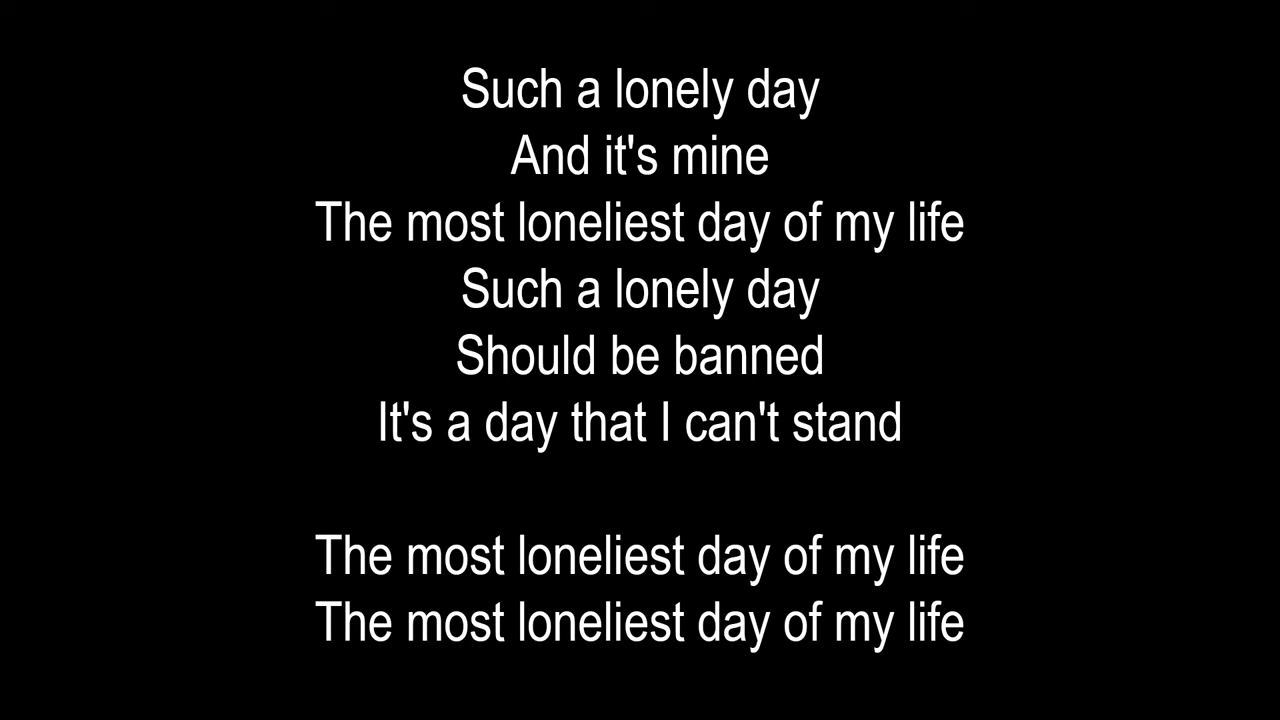 Such a lonely day
And it's mine
The most loneliest day of my life
Such a lonely day
Should be banned
It's a day that I can't stand
The most loneliest day of my life
The most loneliest day of my life